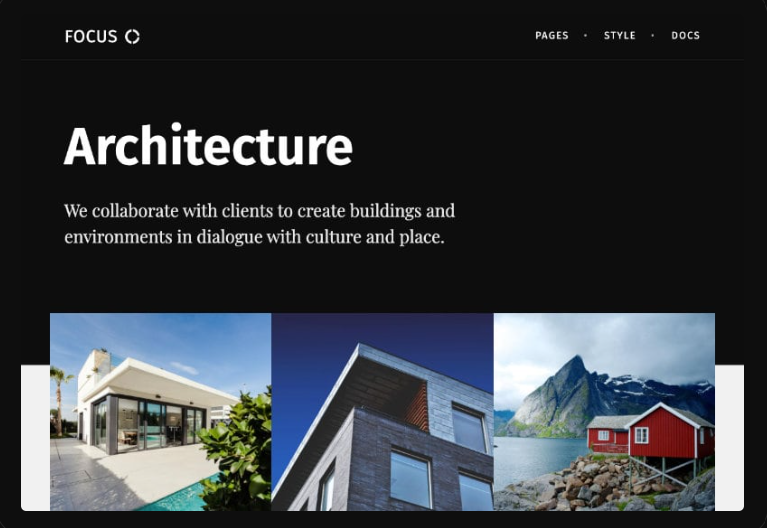 FOCUS
PAGES • STYLE • DOCS
Architecture
We collaborate with clients to create buildings and
environments in dialogue with culture and place.